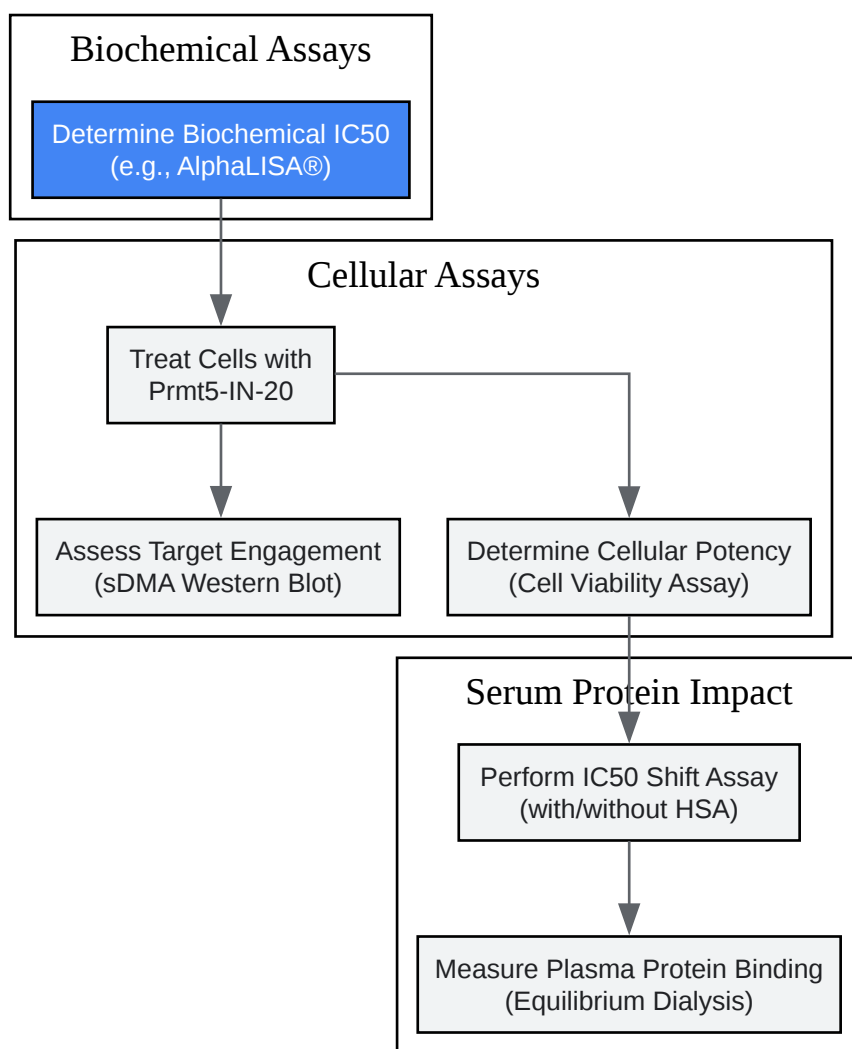 Biochemical Assays
Determine Biochemical IC50
(e.g., AlphaLISA®)
Cellular Assays
Treat Cells with
Prmt5-IN-20
Assess Target Engagement
(sDMA Western Blot)
Determine Cellular Potency
(Cell Viability Assay)
Serum Protein Impact
Perform IC50 Shift Assay
(with/without HSA)
Measure Plasma Protein Binding
(Equilibrium Dialysis)